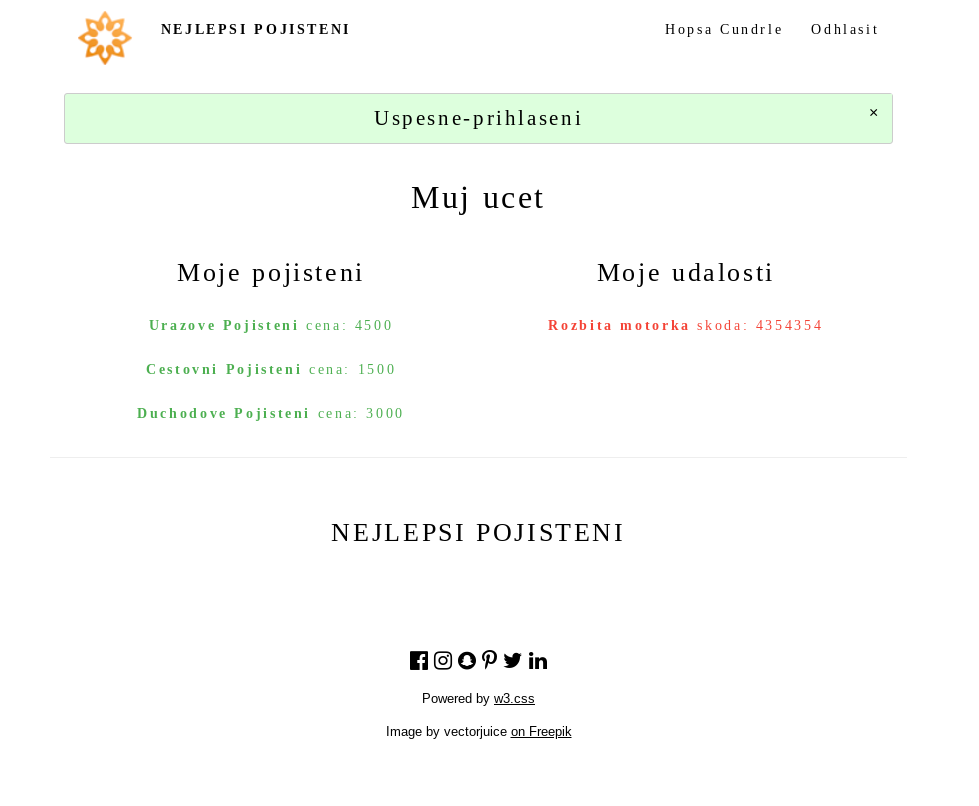 NEJLEPSI POJISTENI
Hopsa Cundrle
Odhlasit
Uspesne-prihlaseni
×
Muj ucet
Moje pojisteni
Urazove Pojisteni cena: 4500
Cestovni Pojisteni cena: 1500
Duchodove Pojisteni cena: 3000
Moje udalosti
Rozbita motorka skoda: 4354354
NEJLEPSI POJISTENI
Powered by w3.css
Image by vectorjuice on Freepik